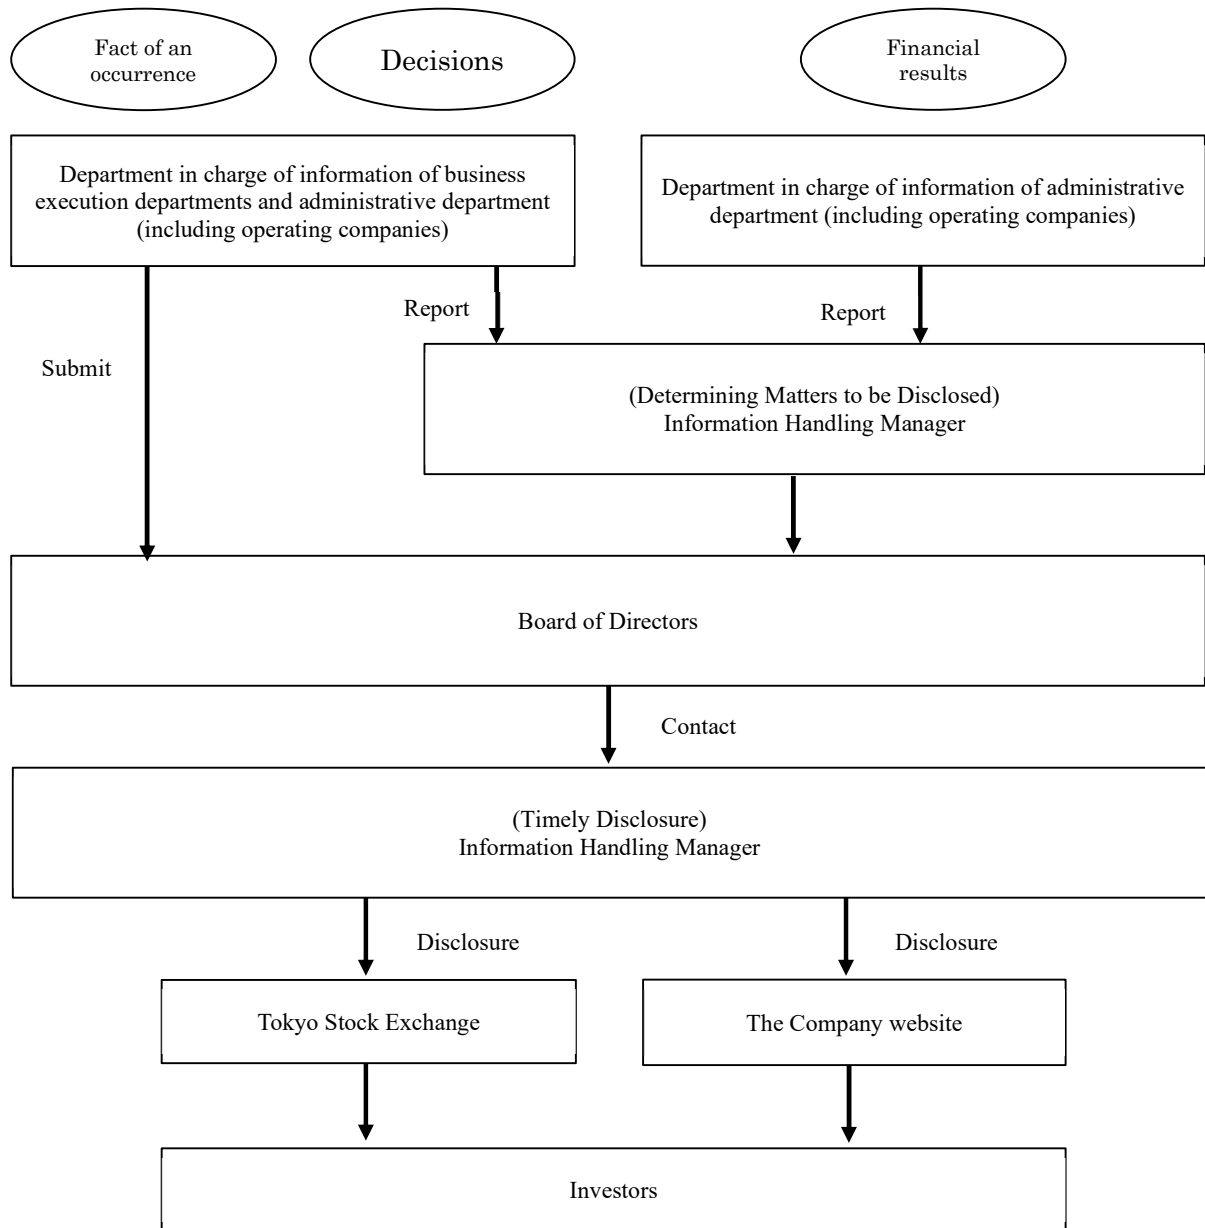 Fact of an
occurrence
Decisions
Financial
results
Department in charge of information of business
execution departments and administrative department
(including operating companies)
Department in charge of information of administrative
department (including operating companies)
Report
Report
Submit
(Determining Matters to be Disclosed)
Information Handling Manager
Board of Directors
Contact
(Timely Disclosure)
Information Handling Manager
Disclosure
Disclosure
Tokyo Stock Exchange
The Company website
Investors